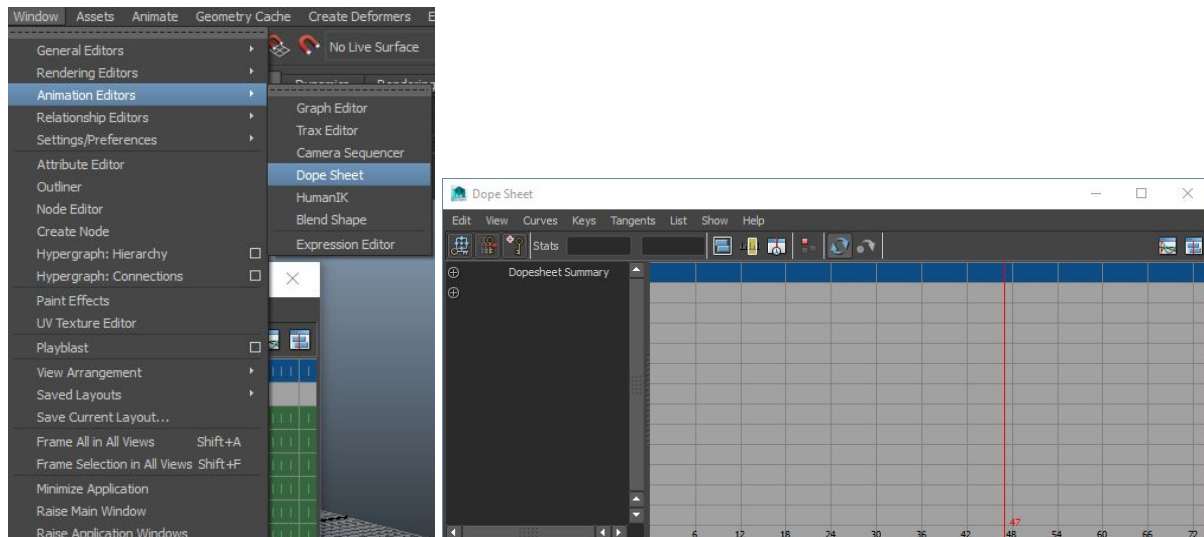 Window Assets Animate Geometry Cache Create Deformers E
No Live Surface
General Editors
Rendering Editors
Animation Editors
Relationship Editors
Settings/Preferences
Attribute Editor
Outliner
Node Editor
Create Node
Hypergraph: Hierarchy
Hypergraph: Connections
Paint Effects
UV Texture Editor
Playblast
View Arrangement
Saved Layouts
Save Current Layout...
Frame All in All Views Shift+A
Frame Selection in All Views Shift+F
Minimize Application
Raise Main Window
Raise Application Windows
Graph Editor
Trax Editor
Camera Sequencer
Dope Sheet
HumanIK
Blend Shape
Expression Editor
Dope Sheet
Edit View Curves Keys Tangents List Show Help
Stats
Dopesheet Summary
47
6 12 18 24 30 36 42 48 54 60 66 72